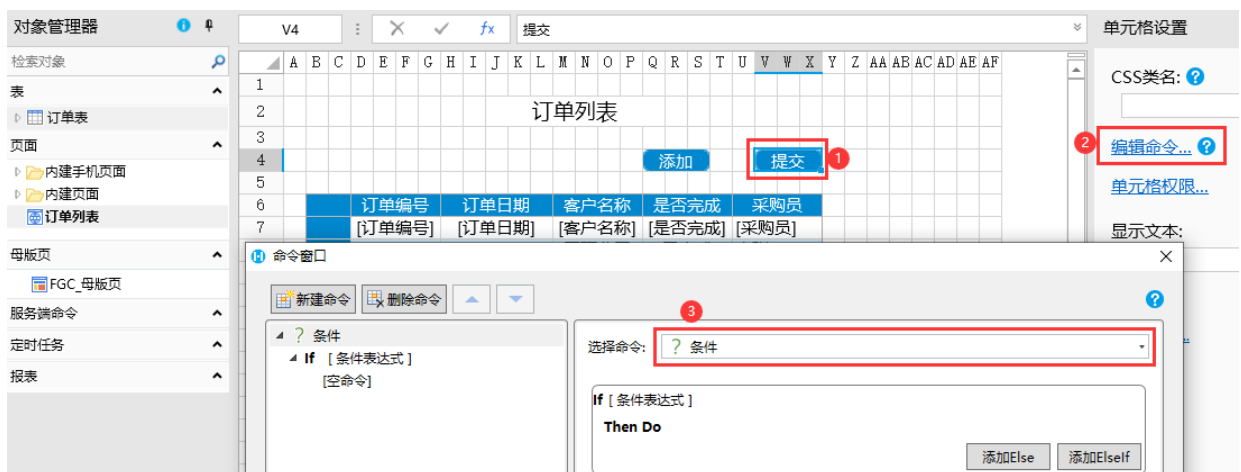 对象管理器
V4
fx
提交
单元格设置
检索对象
A B C D E F G H I J K L M N O P Q R S T U V W X Y Z AA AB AC AD AE AF
CSS类名:
表
1
订单表
2
订单列表
页面
3
2
编辑命令...
内建手机页面
4
添加
提交
1
内建页面
5
单元格权限...
订单列表
6
订单编号
订单日期
客户名称
是否完成
采购员
7
[订单编号]
[订单日期]
[客户名称]
[是否完成]
[采购员]
显示文本:
母版页
FGC_母版页
服务端命令
定时任务
报表
命令窗口
新建命令
删除命令
3
条件
If [ 条件表达式 ]
[空命令]
选择命令:
? 条件
If [ 条件表达式 ]
Then Do
添加Else
添加ElseIf